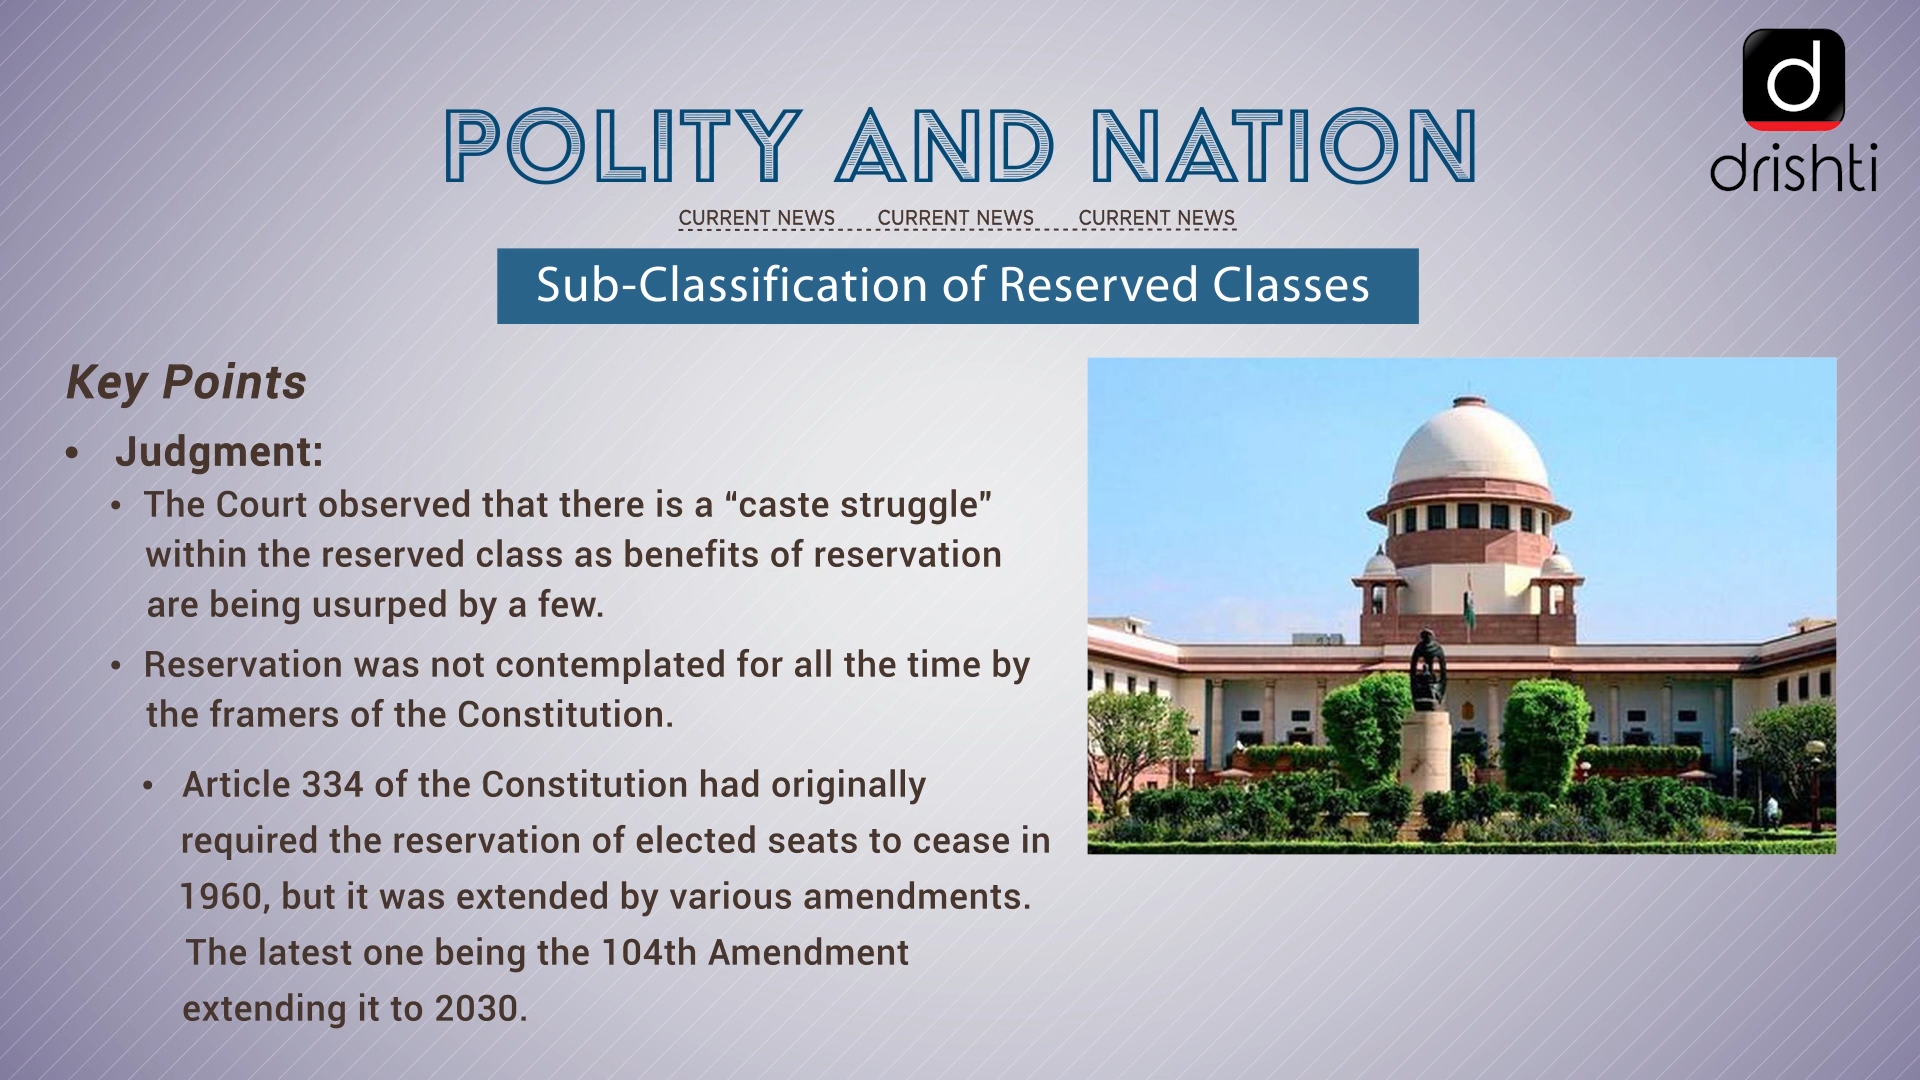 d
drishti
POLITY AND NATION
CURRENT NEWS CURRENT NEWS CURRENT NEWS
Sub-Classification of Reserved Classes
Key Points
• Judgment:
• The Court observed that there is a “caste struggle”
within the reserved class as benefits of reservation
are being usurped by a few.
• Reservation was not contemplated for all the time by
the framers of the Constitution.
• Article 334 of the Constitution had originally
required the reservation of elected seats to cease in
1960, but it was extended by various amendments.
The latest one being the 104th Amendment
extending it to 2030.